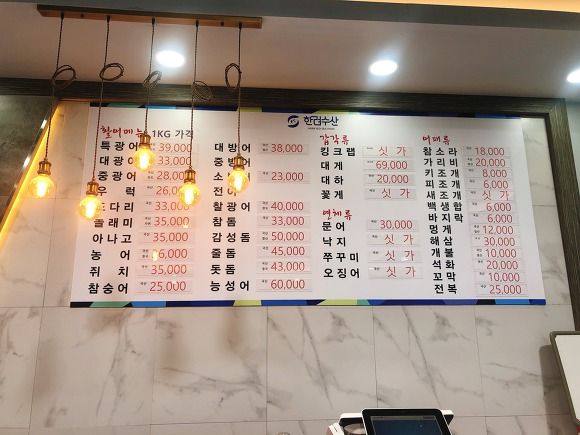 한러수산
활어메뉴 1KG 가격
특광어 39,000
대광어 33,000
중광어 28,000
우럭 26,000
도다리 33,000
놀래미 35,000
아나고 35,000
농어
쥐치 35,000
참숭어 25,000
대방어 38,000
중방어
소 23,000
전어
찰광어 40,000
참돔 33,000
감성돔 50,000
줄돔 45,000
돗돔 43,000
능성어 60,000
갑각류
킹크랩 싯가
대게 69,000
대하 20,000
꽃게 싯가
연체류
문어 30,000
낙지 싯가
쭈꾸미 싯가
오징어 싯가
어패류
참소라 18,000
가리비 20,000
키조개 8,000
피조개 6,000
새조개 싯가
백생합 6,000
바지락 6,000
멍게 12,000
해삼 30,000
개불 10,000
석화 20,000
꼬막 10,000
전복 25,000